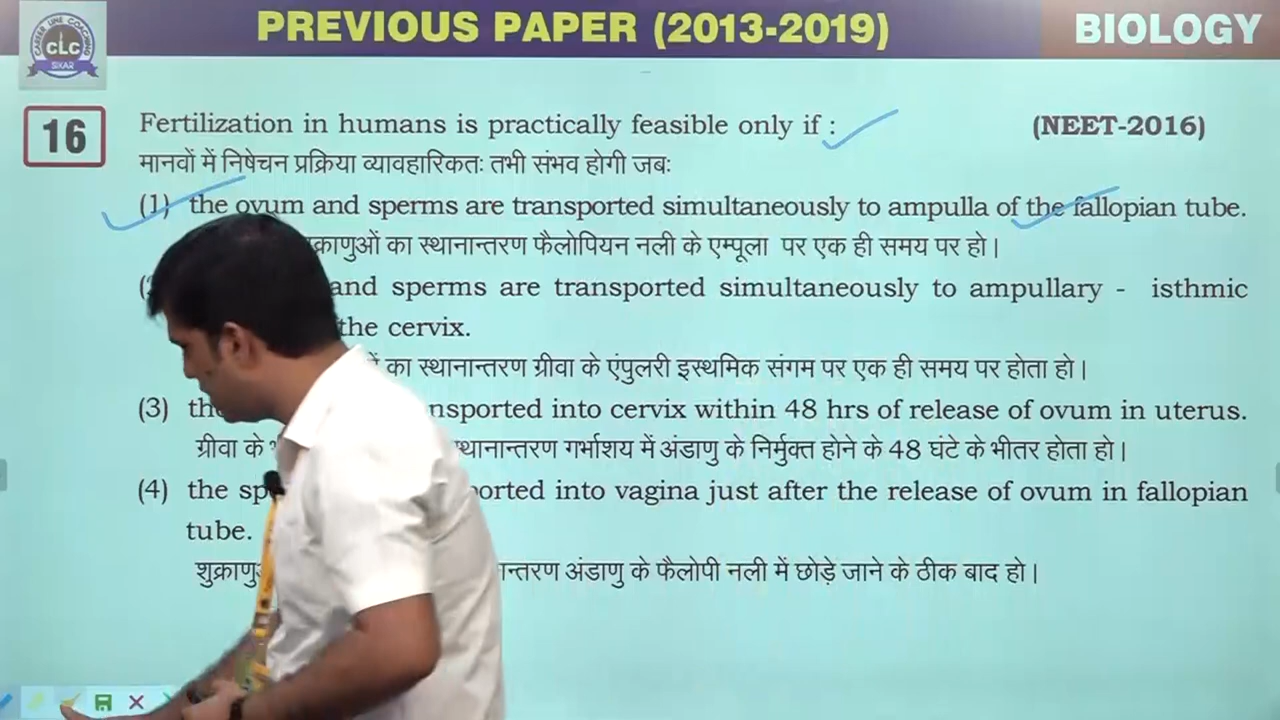 PREVIOUS PAPER (2013-2019)
BIOLOGY
CAREER LINE COACHING
CLC
SIKAR
16
Fertilization in humans is practically feasible only if :
(NEET-2016)
मानवों में निषेचन प्रक्रिया व्यावहारिकतः तभी संभव होगी जबः
(1) the ovum and sperms are transported simultaneously to ampulla of the fallopian tube.
का स्थानान्तरण फैलोपियन नली के एम्पूला पर एक ही समय पर हो।
and sperms are transported simultaneously to ampullary - isthmic
the cervix.
का स्थानान्तरण ग्रीवा के एंपुलरी इस्थमिक संगम पर एक ही समय पर होता हो।
(3) into cervix within 48 hrs of release of ovum in uterus.
ग्रीवा के गर्भाशय में अंडाणु के निर्मुक्त होने के 48 घंटे के भीतर होता हो।
(4) the into vagina just after the release of ovum in fallopian
tube.
अंडाणु के फैलोपी नली में छोड़े जाने के ठीक बाद हो।